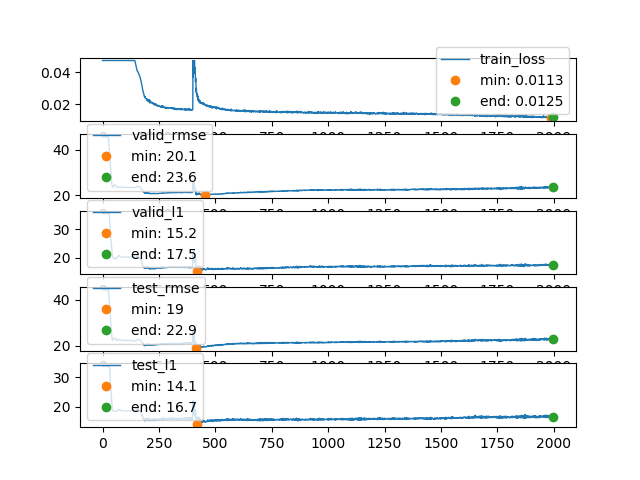 train_loss
min: 0.0113
end: 0.0125
0.04
0.02
valid_rmse
min: 20.1
end: 23.6
40
20
valid_l1
min: 15.2
end: 17.5
30
20
test_rmse
min: 19
end: 22.9
40
20
test_l1
min: 14.1
end: 16.7
30
20
0 250 500 750 1000 1250 1500 1750 2000